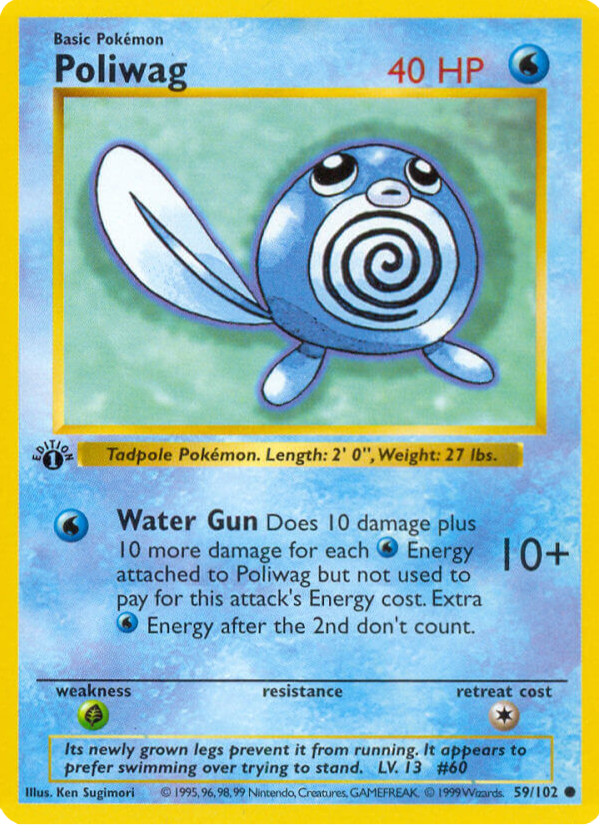 Basic Pokémon
Poliwag
40 HP
EDITION
1
Tadpole Pokémon. Length: 2' 0", Weight: 27 lbs.
Water Gun Does 10 damage plus
10 more damage for each Energy
attached to Poliwag but not used to
pay for this attack's Energy cost. Extra
Energy after the 2nd don't count.
10+
weakness resistance retreat cost
Its newly grown legs prevent it from running. It appears to
prefer swimming over trying to stand. LV. 13 #60
Illus. Ken Sugimori © 1995, 96, 98, 99 Nintendo, Creatures, GAMEFREAK. © 1999 Wizards. 59/102